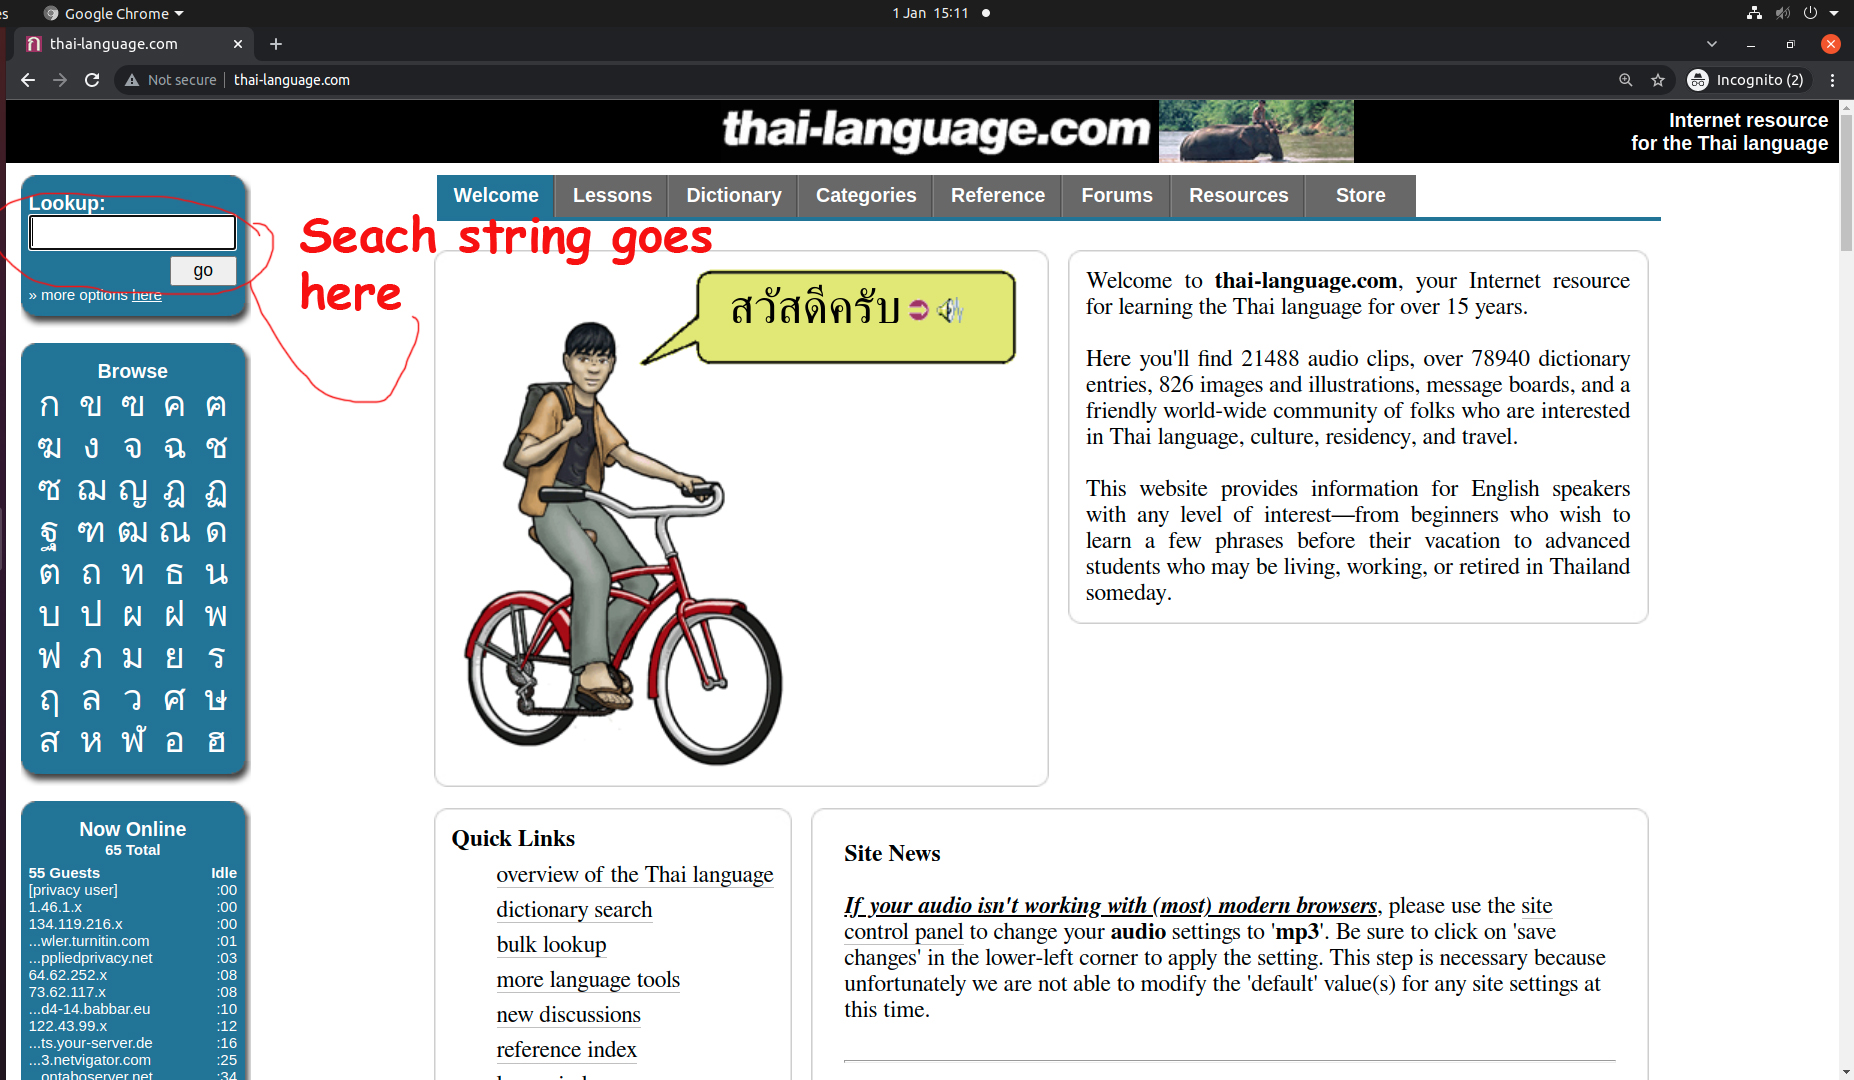 Google Chrome
1 Jan 15:11
thai-language.com
Not secure
thai-language.com
Incognito (2)
thai-language.com
Internet resource
for the Thai language
Lookup:
go
» more options here
Seach string goes
here
Welcome
Lessons
Dictionary
Categories
Reference
Forums
Resources
Store
สวัสดีครับ
Welcome to thai-language.com, your Internet resource
for learning the Thai language for over 15 years.
Here you'll find 21488 audio clips, over 78940 dictionary
entries, 826 images and illustrations, message boards, and a
friendly world-wide community of folks who are interested
in Thai language, culture, residency, and travel.
This website provides information for English speakers
with any level of interest—from beginners who wish to
learn a few phrases before their vacation to advanced
students who may be living, working, or retired in Thailand
someday.
Browse
ก ข ฃ ค ฅ
ฆ ง จ ฉ ช
ซ ฌ ญ ฎ ฏ
ฐ ฑ ฒ ณ ด
ต ถ ท ธ น
บ ป ผ ฝ พ
ฟ ภ ม ย ร
ฤ ล ว ศ ษ
ส ห ฬ อ ฮ
Now Online
65 Total
55 Guests Idle
[privacy user] :00
1.46.1.x :00
134.119.216.x :00
...wler.turnitin.com :01
...ppliedprivacy.net :03
64.62.252.x :08
73.62.117.x :08
...d4-14.babbar.eu :10
122.43.99.x :12
...ts.your-server.de :16
...3.netvigator.com :25
...ontaboserver.net :34
Quick Links
overview of the Thai language
dictionary search
bulk lookup
more language tools
new discussions
reference index
Site News
If your audio isn't working with (most) modern browsers, please use the site
control panel to change your audio settings to 'mp3'. Be sure to click on 'save
changes' in the lower-left corner to apply the setting. This step is necessary because
unfortunately we are not able to modify the 'default' value(s) for any site settings at
this time.